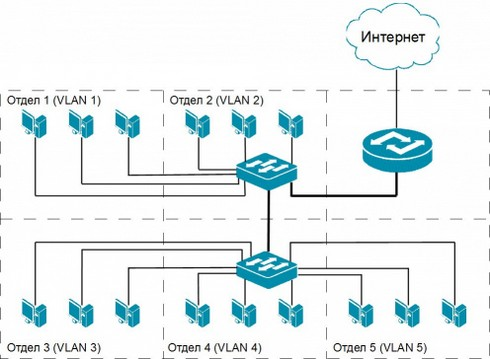 Интернет
Отдел 1 (VLAN 1)
Отдел 2 (VLAN 2)
Отдел 3 (VLAN 3)
Отдел 4 (VLAN 4)
Отдел 5 (VLAN 5)